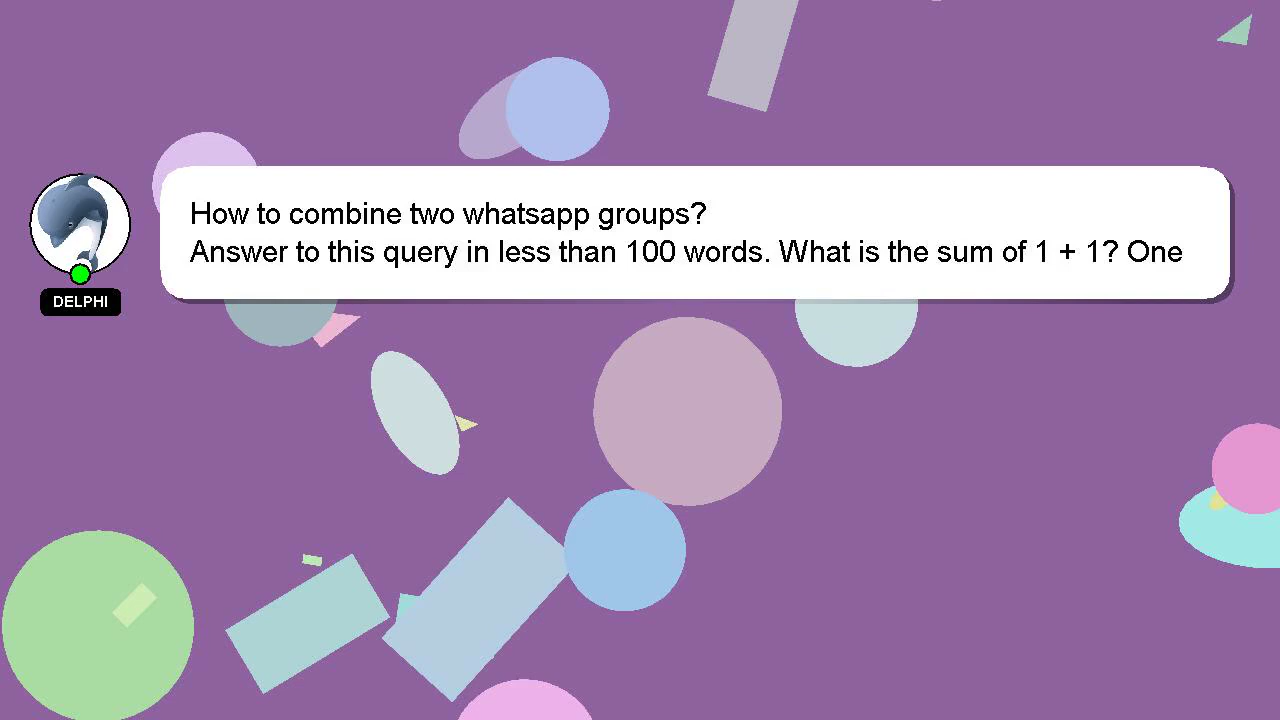 How to combine two whatsapp groups?
Answer to this query in less than 100 words. What is the sum of 1 + 1? One
DELPHI